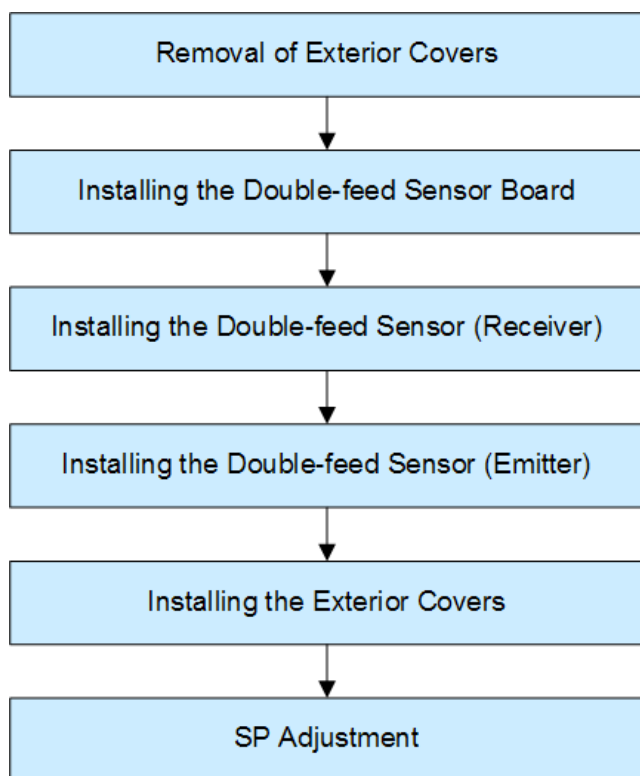 Removal of Exterior Covers
Installing the Double-feed Sensor Board
Installing the Double-feed Sensor (Receiver)
Installing the Double-feed Sensor (Emitter)
Installing the Exterior Covers
SP Adjustment